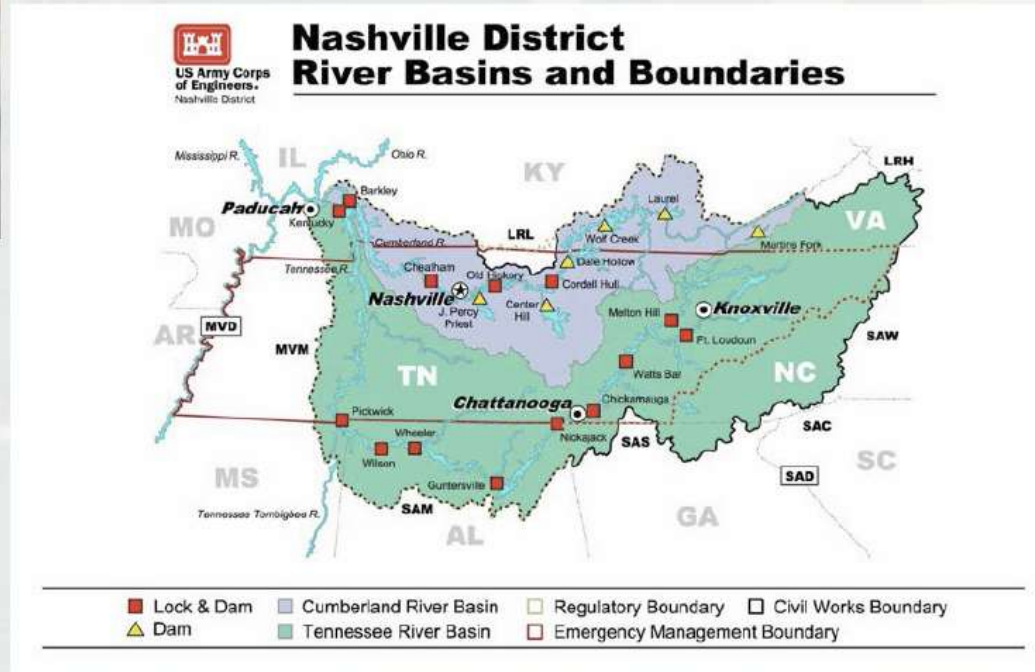 US Army Corps
of Engineers.
Nashville District
Nashville District
River Basins and Boundaries
Mississippi R.
IL
Ohio R.
KY
LRH
Barkley
Paducah
Kentucky
MO
Laurel
VA
Wolf Creek
LRL
Martins Fork
Cumberland R.
Dale Hollow
Tennessee R.
Cheatham
Old Hickory
Cordell Hull
Nashville
J. Percy
Priest
Center
Hill
Melton Hill
Knoxville
AR
MVD
MVM
Ft. Loudoun
SAW
TN
Watts Bar
NC
Chattanooga
Chickamauga
Pickwick
Nickajack
SAS
SAC
Wheeler
Wilson
MS
Guntersville
SC
SAD
Tennessee Tombigbee R.
SAM
AL
GA
Lock & Dam
Cumberland River Basin
Regulatory Boundary
Civil Works Boundary
Dam
Tennessee River Basin
Emergency Management Boundary